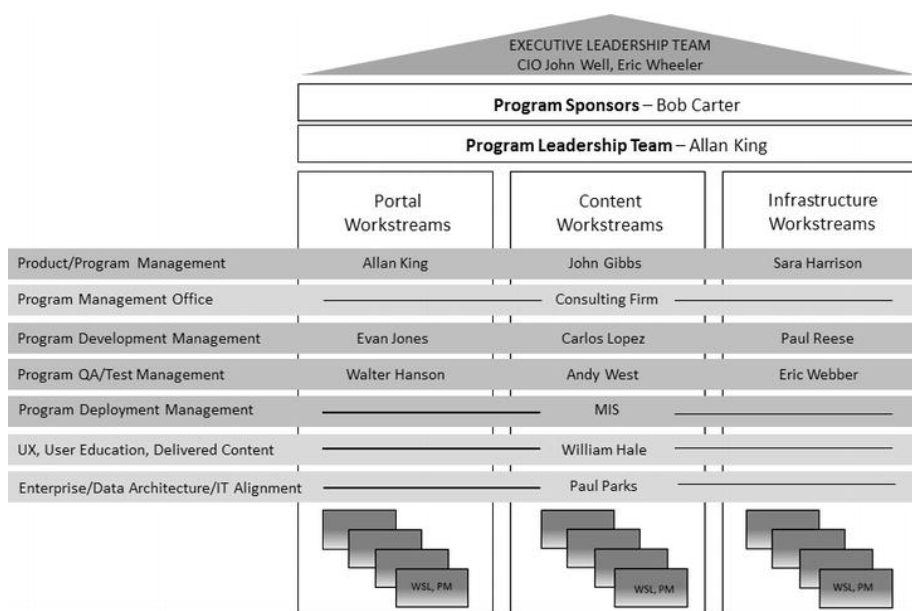 EXECUTIVE LEADERSHIP TEAM
CIO John Well, Eric Wheeler
Program Sponsors – Bob Carter
Program Leadership Team – Allan King
Portal Workstreams
Content Workstreams
Infrastructure Workstreams
Product/Program Management Allan King John Gibbs Sara Harrison
Program Management Office Consulting Firm
Program Development Management Evan Jones Carlos Lopez Paul Reese
Program QA/Test Management Walter Hanson Andy West Eric Webber
Program Deployment Management MIS
UX, User Education, Delivered Content William Hale
Enterprise/Data Architecture/IT Alignment Paul Parks
WSL, PM WSL, PM WSL, PM